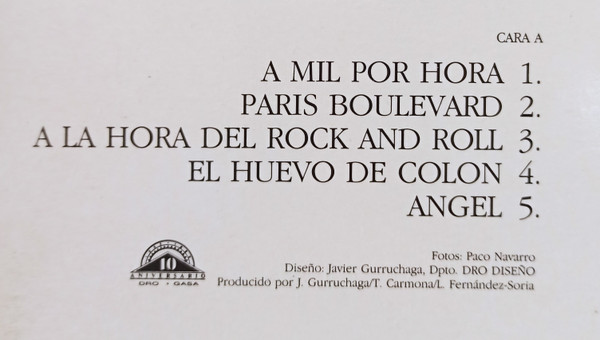 CARA A
A MIL POR HORA 1.
PARIS BOULEVARD 2.
A LA HORA DEL ROCK AND ROLL 3.
EL HUEVO DE COLON 4.
ANGEL 5.
10
ANIVERSARIO
DRO • GASA
Fotos: Paco Navarro
Diseño: Javier Gurruchaga, Dpto. DRO DISEÑO
Producido por J. Gurruchaga/T. Carmona/L. Fernández-Soria